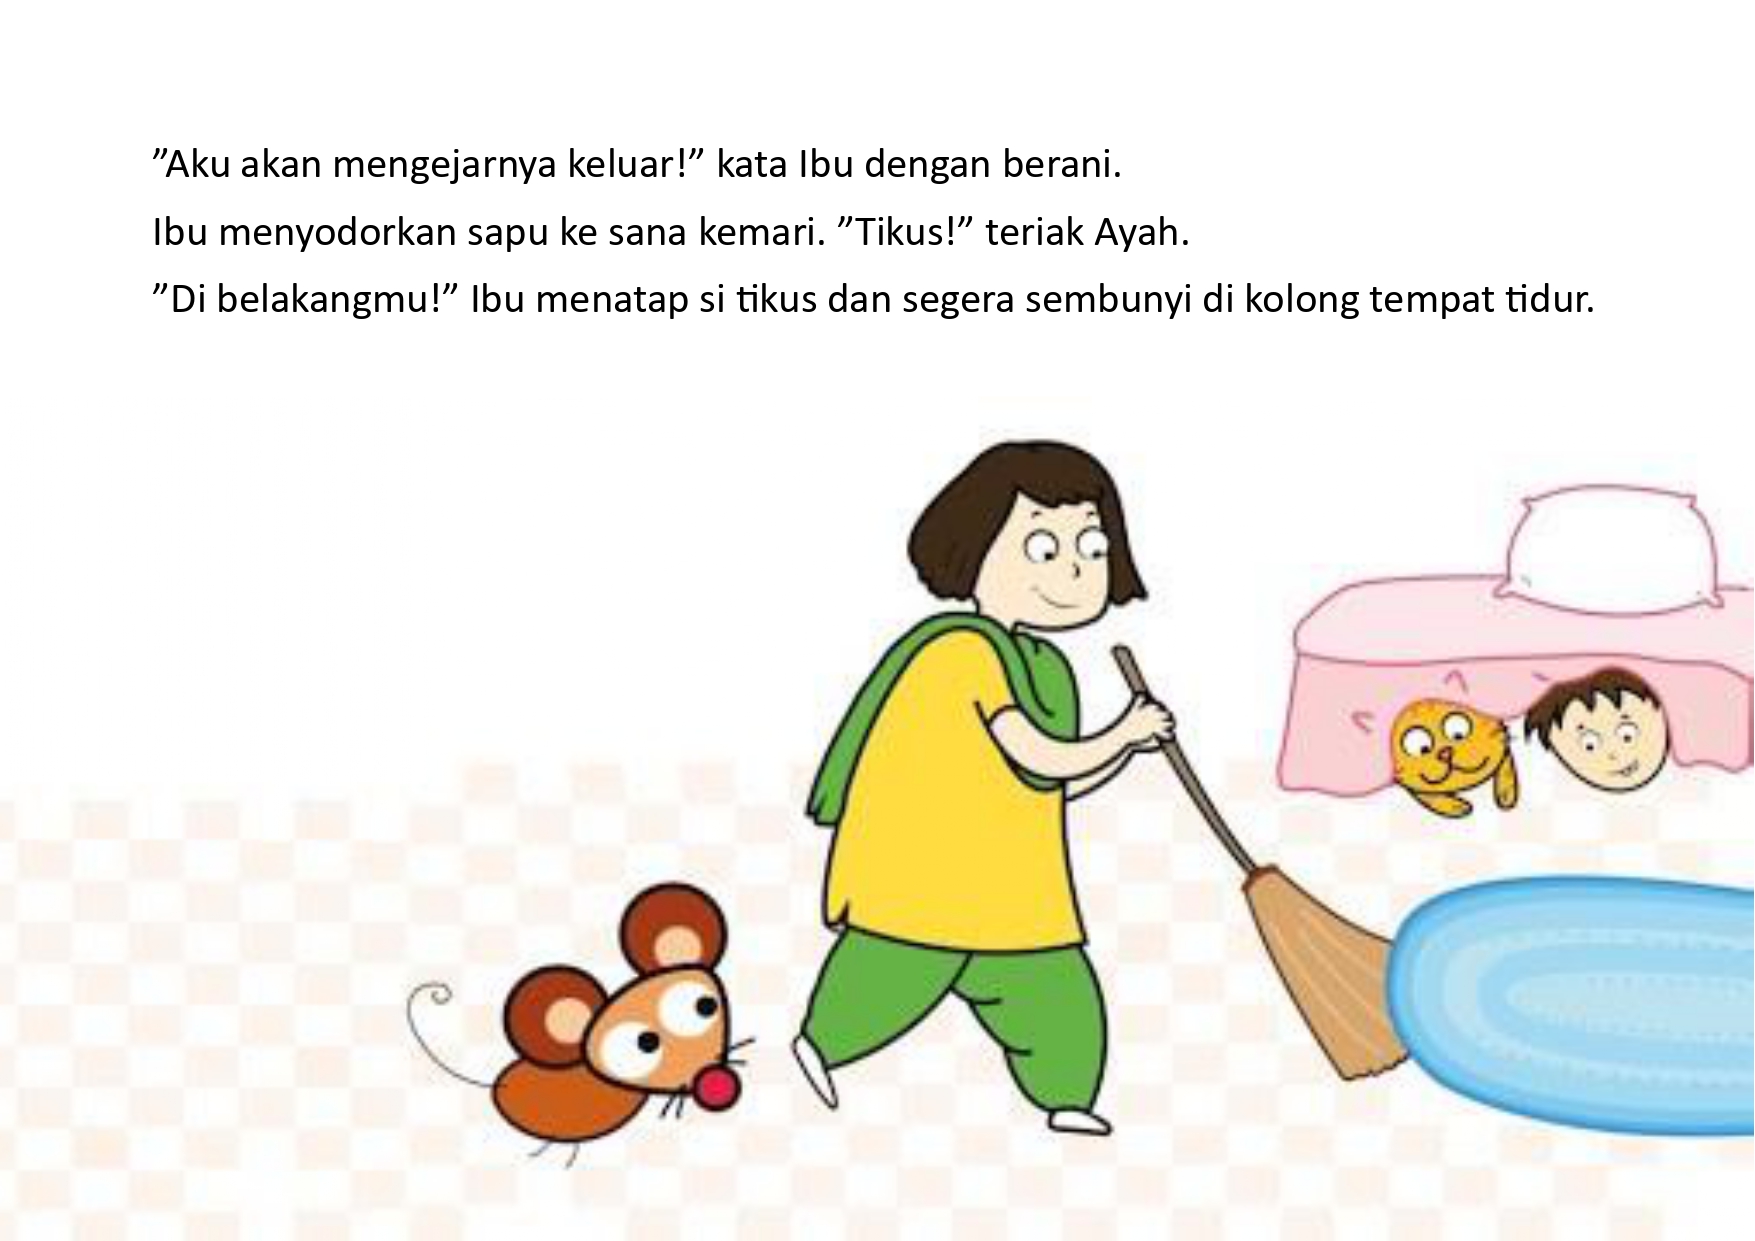 ”Aku akan mengejarnya keluar!” kata Ibu dengan berani.
Ibu menyodorkan sapu ke sana kemari. ”Tikus!” teriak Ayah.
”Di belakangmu!” Ibu menatap si tikus dan segera sembunyi di kolong tempat tidur.